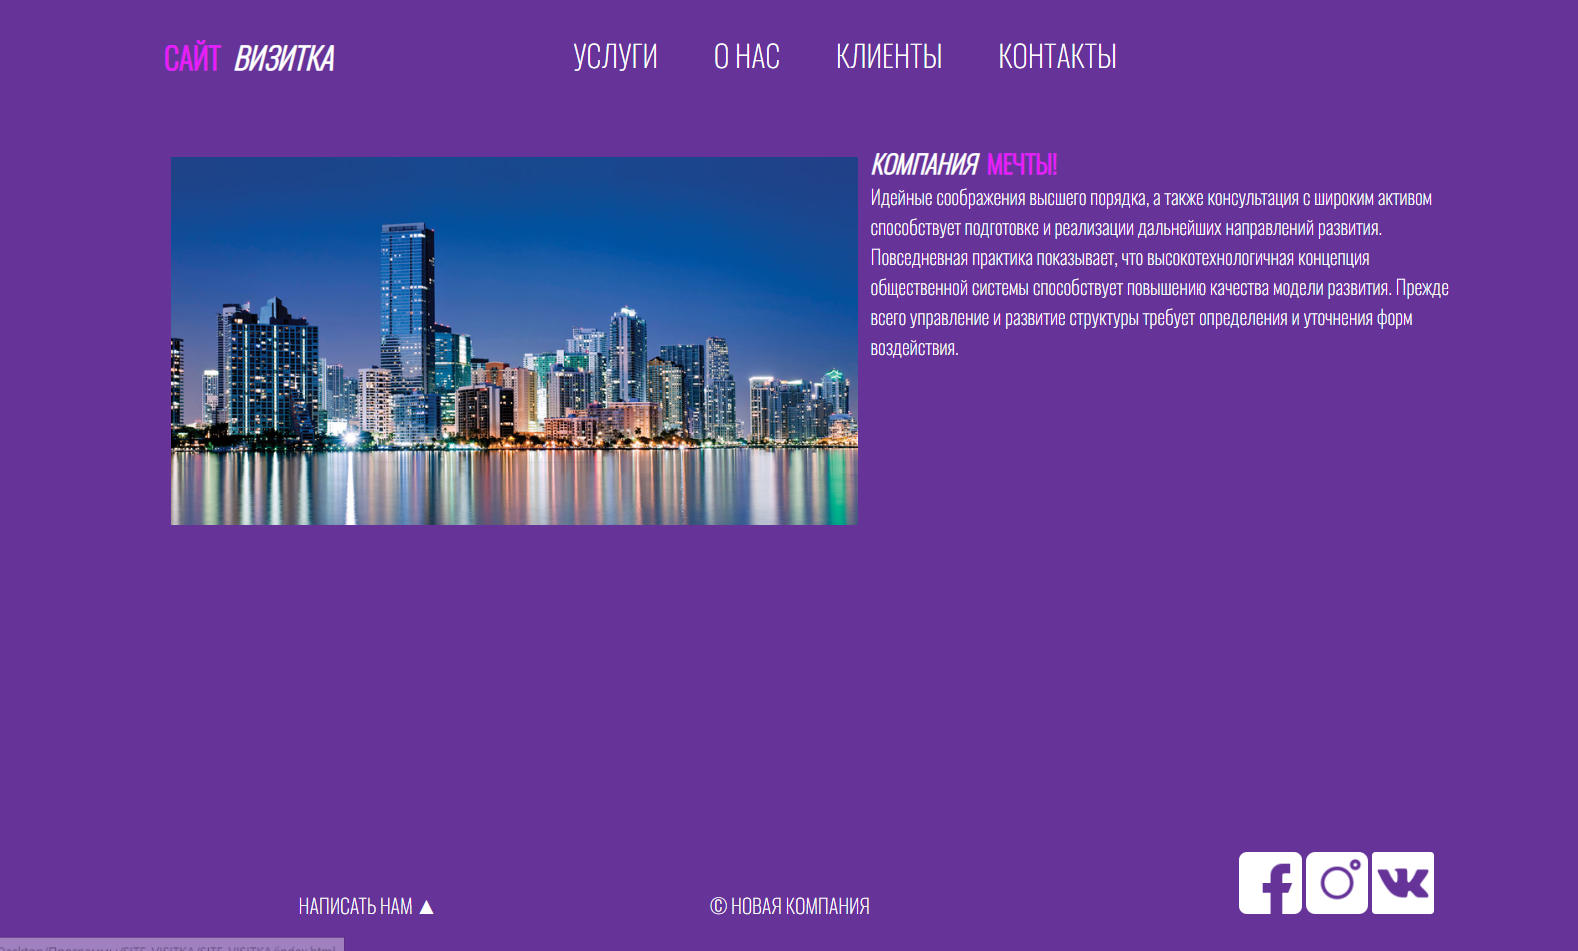 САЙТ ВИЗИТКА
УСЛУГИ О НАС КЛИЕНТЫ КОНТАКТЫ
КОМПАНИЯ МЕЧТЫ!
Идейные соображения высшего порядка, а также консультация с широким активом
способствует подготовке и реализации дальнейших направлений развития.
Повседневная практика показывает, что высокотехнологичная концепция
общественной системы способствует повышению качества модели развития. Прежде
всего управление и развитие структуры требует определения и уточнения форм
воздействия.
НАПИСАТЬ НАМ ▲
© НОВАЯ КОМПАНИЯ